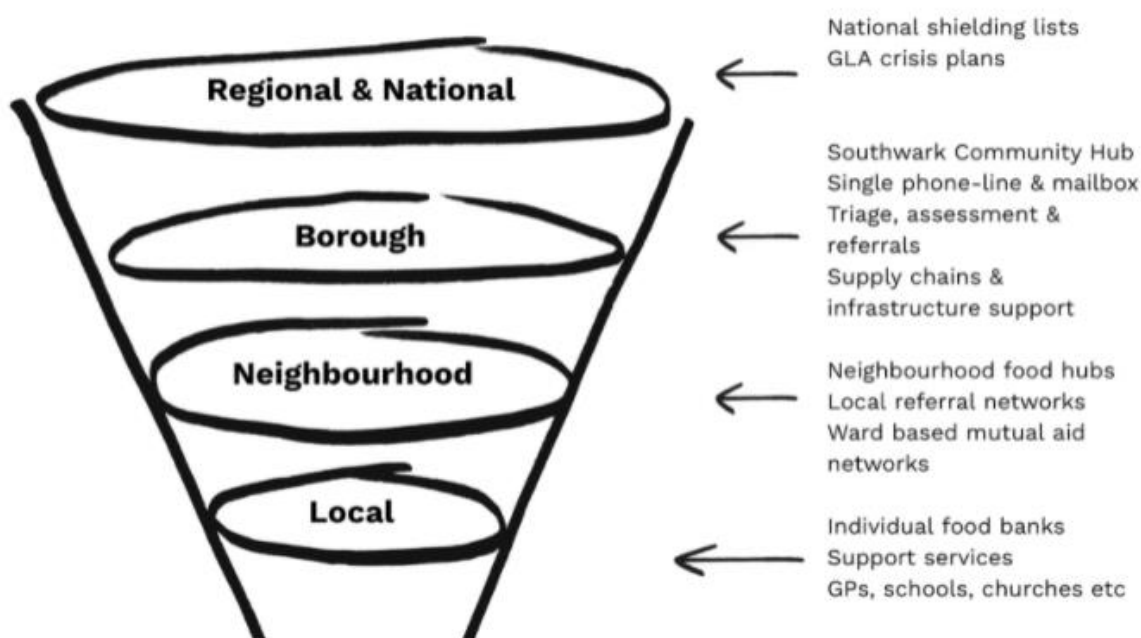 Regional & National
National shielding lists
GLA crisis plans
Borough
Southwark Community Hub
Single phone-line & mailbox
Triage, assessment &
referrals
Supply chains &
infrastructure support
Neighbourhood
Neighbourhood food hubs
Local referral networks
Ward based mutual aid
networks
Local
Individual food banks
Support services
GPs, schools, churches etc